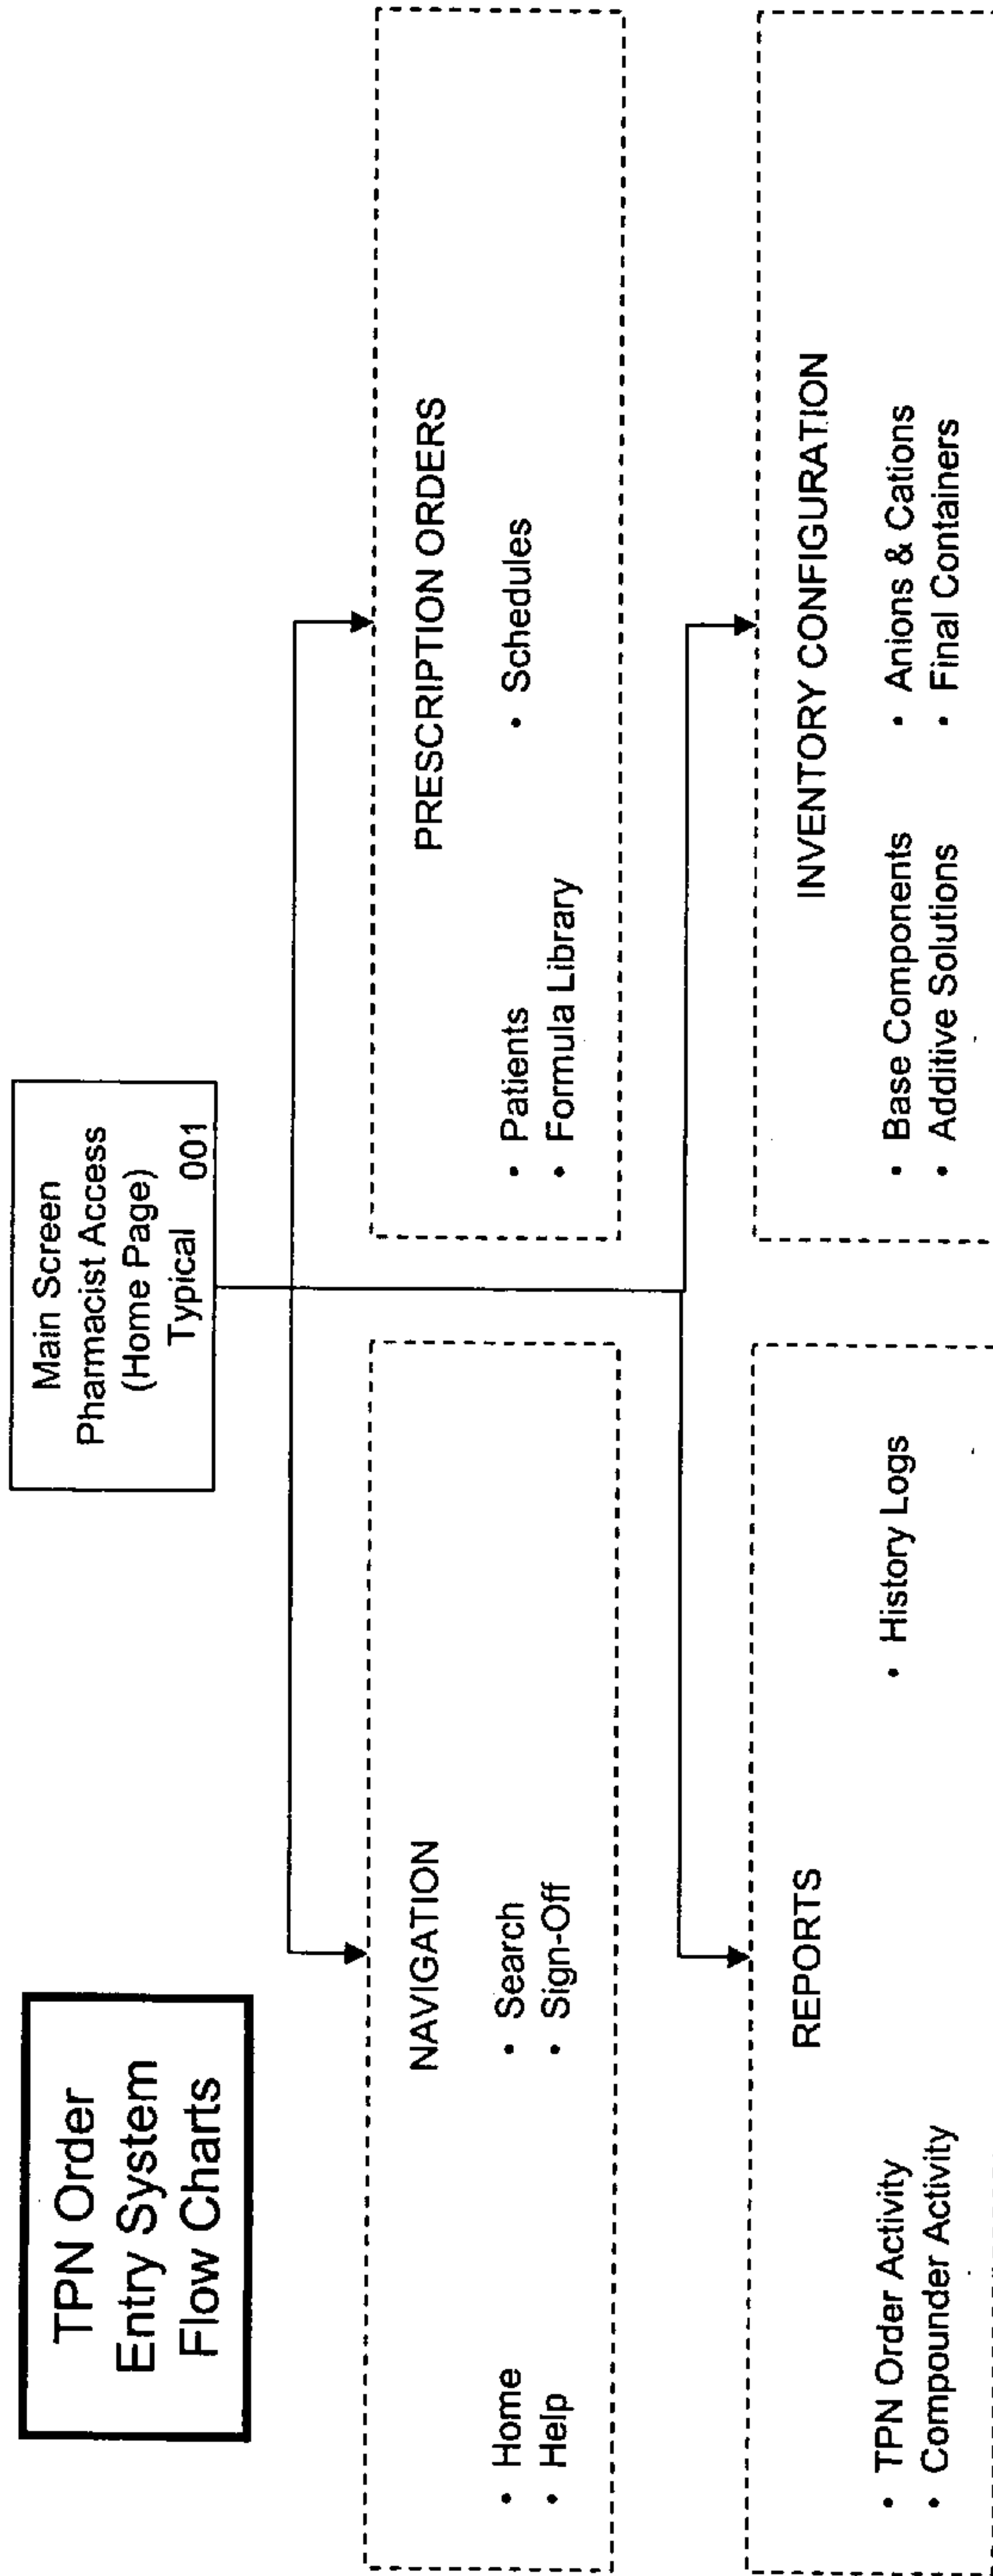 TPN Order
Entry System
Flow Charts
Main Screen
Pharmacist Access
(Home Page)
Typical 001
NAVIGATION
• Home
• Help
• Search
• Sign-Off
PRESCRIPTION ORDERS
• Patients
• Formula Library
• Schedules
REPORTS
• TPN Order Activity
• Compounder Activity
• History Logs
INVENTORY CONFIGURATION
• Base Components
• Additive Solutions
• Anions & Cations
• Final Containers